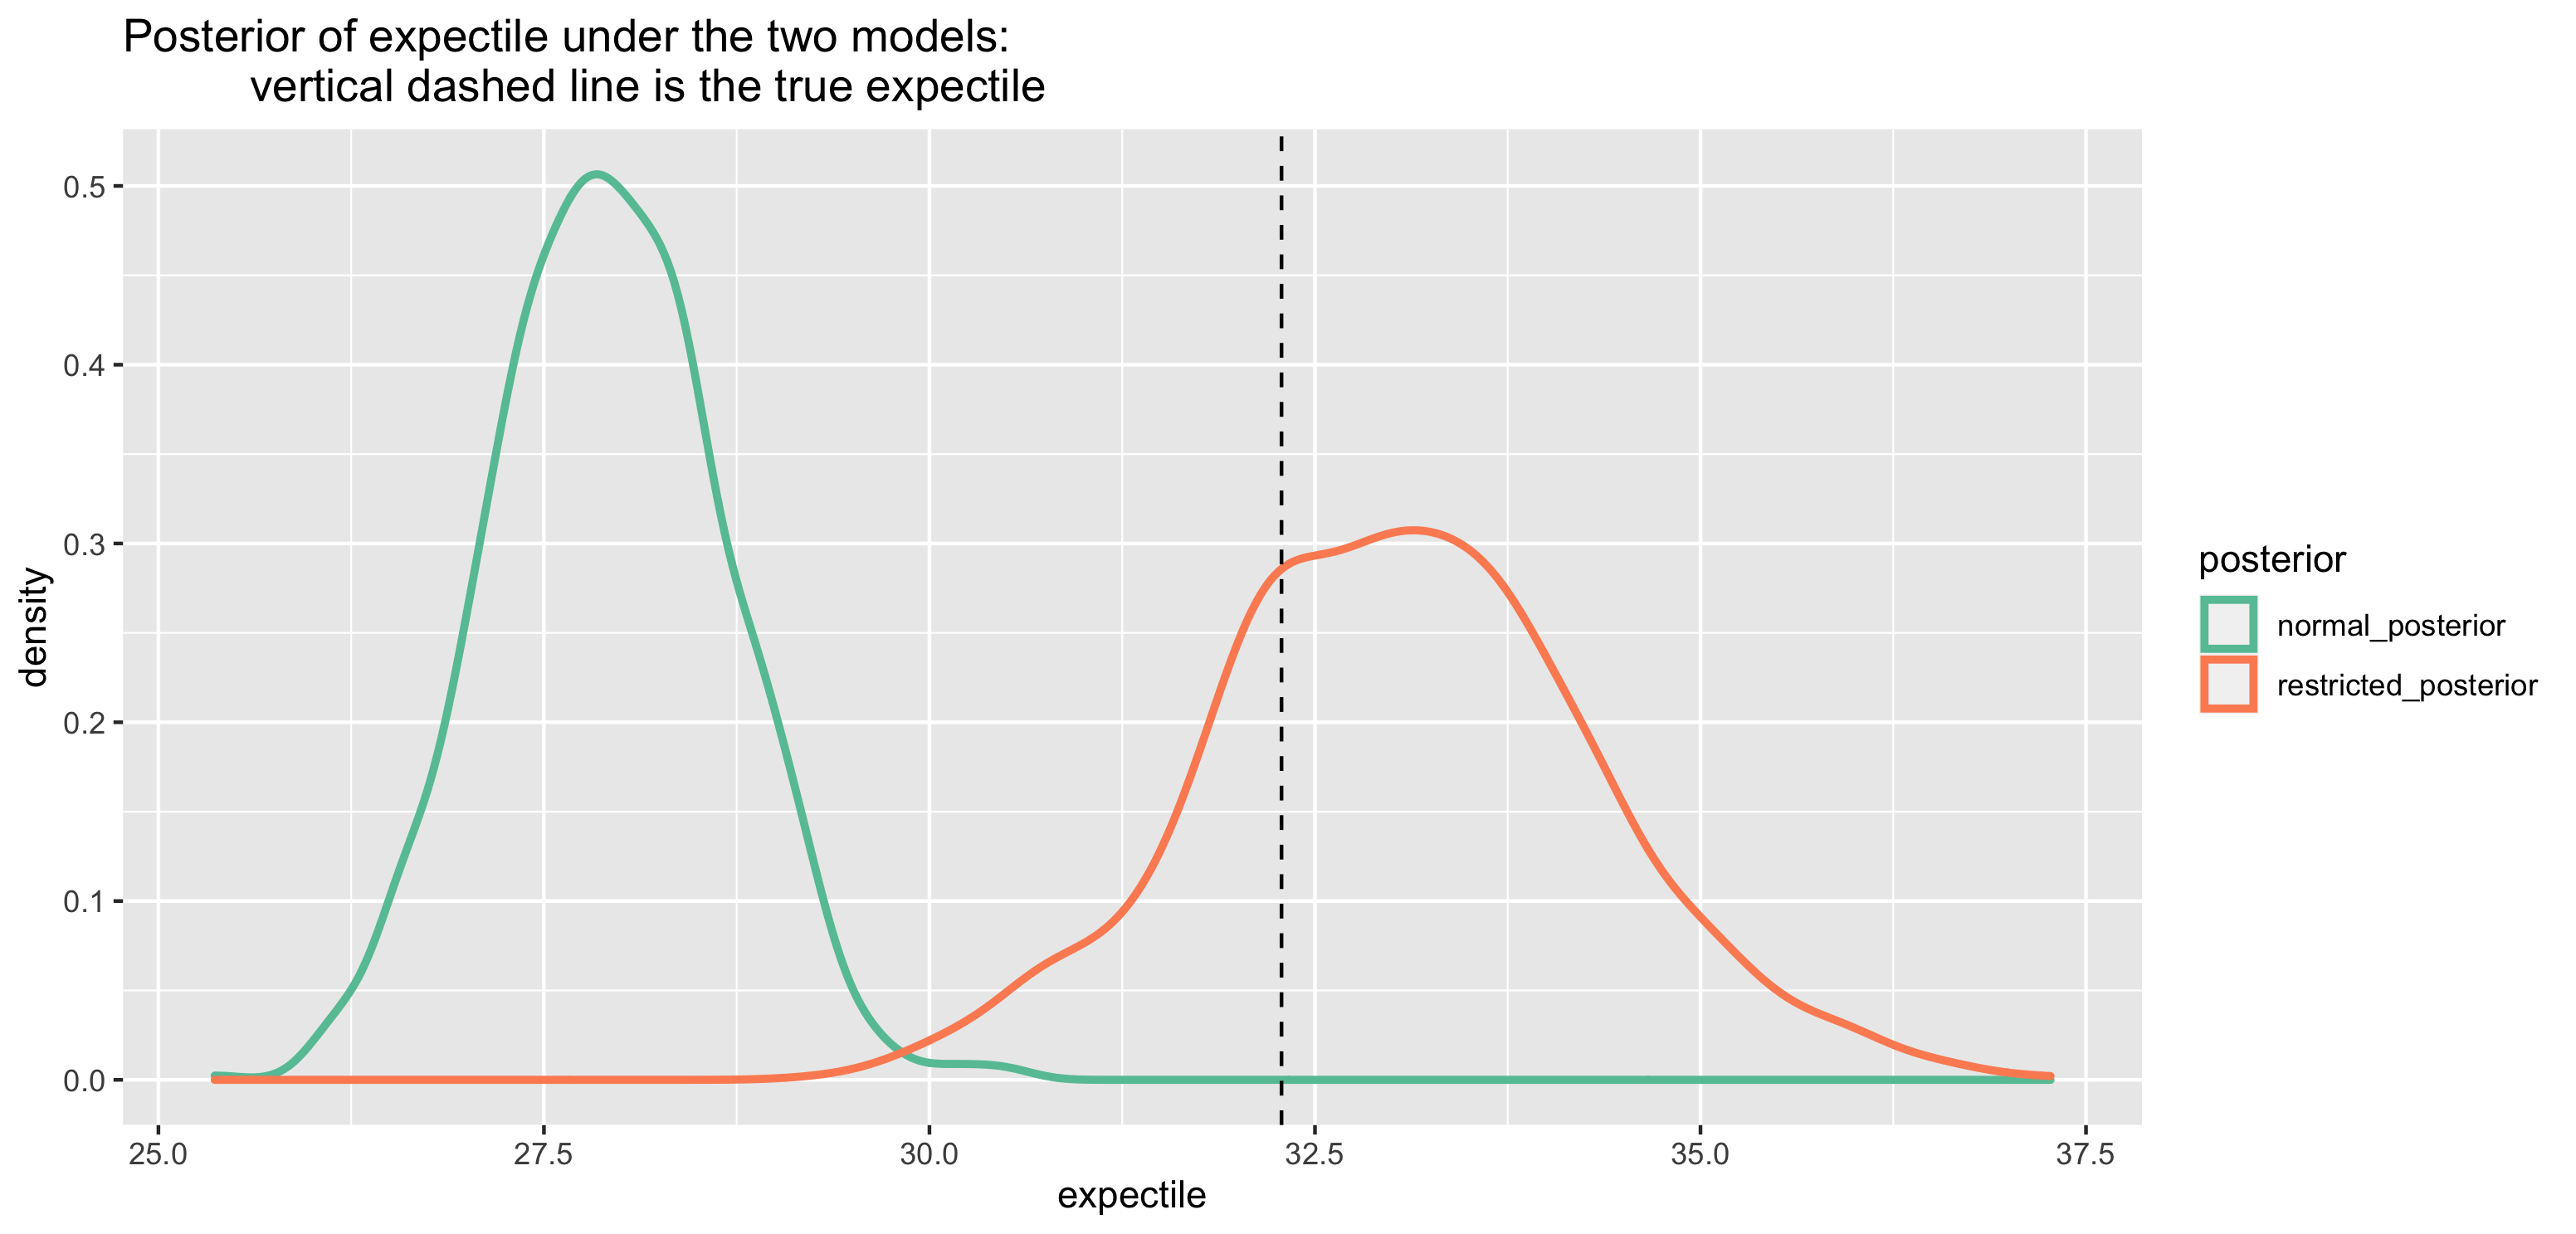 Posterior of expectile under the two models:
vertical dashed line is the true expectile
density
0.5
0.4
0.3
0.2
0.1
0.0
25.0 27.5 30.0 32.5 35.0 37.5
expectile
posterior
normal_posterior
restricted_posterior